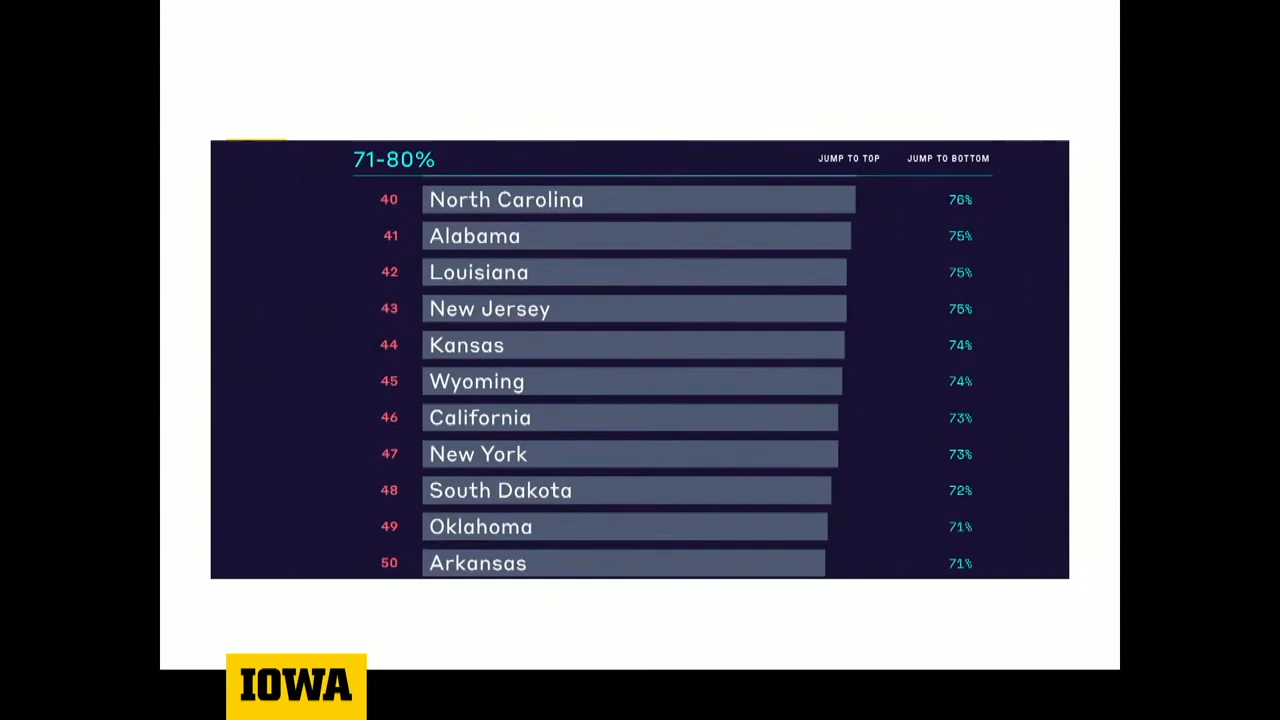 71-80% JUMP TO TOP JUMP TO BOTTOM
40 North Carolina 76%
41 Alabama 75%
42 Louisiana 75%
43 New Jersey 75%
44 Kansas 74%
45 Wyoming 74%
46 California 73%
47 New York 73%
48 South Dakota 72%
49 Oklahoma 71%
50 Arkansas 71%
IOWA